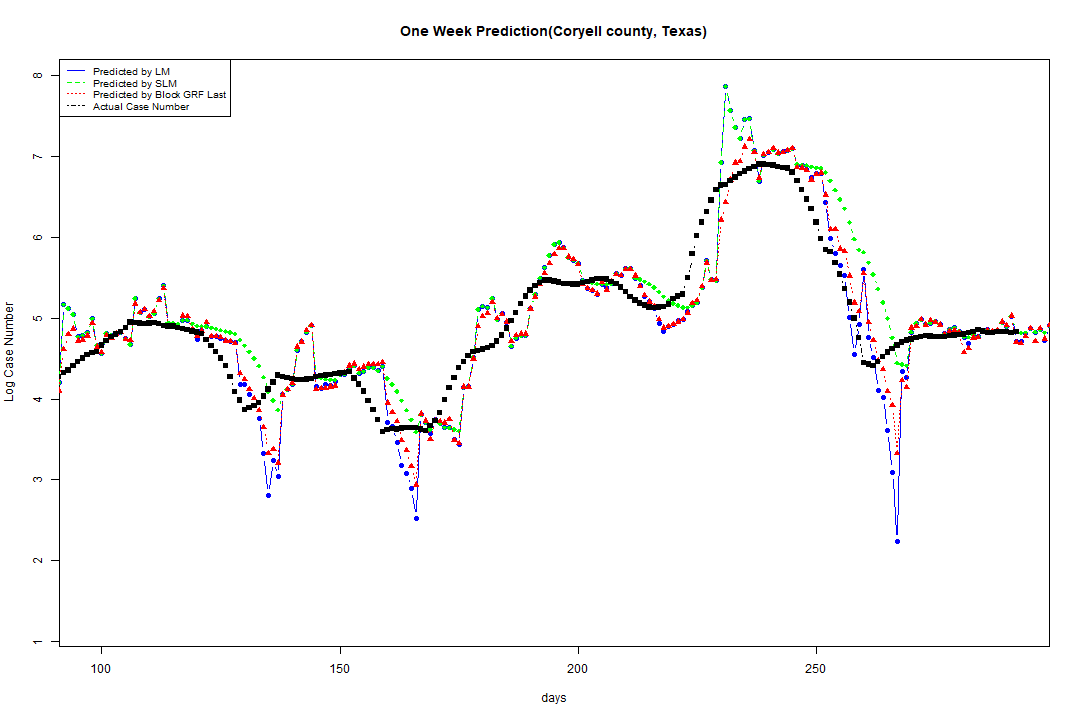 One Week Prediction(Coryell county, Texas)
Predicted by LM
Predicted by SLM
Predicted by Block GRF Last
Actual Case Number
8
7
6
5
4
3
2
1
Log Case Number
100 150 200 250
days